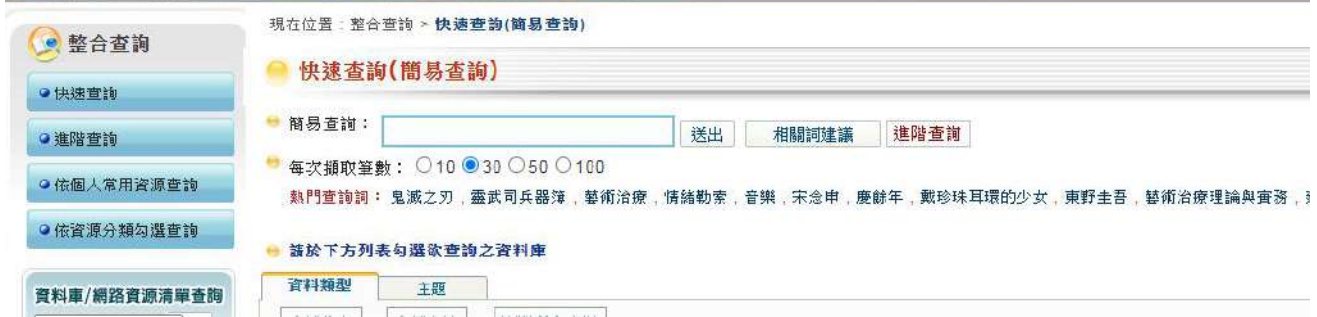 現在位置：整合查詢 > 快速查詢(簡易查詢)
整合查詢
快速查詢
進階查詢
依個人常用資源查詢
依資源分類勾選查詢
資料庫/網路資源清單查詢
快速查詢(簡易查詢)
簡易查詢：
送出 相關詞建議 進階查詢
每次擷取筆數： 10 30 50 100
熱門查詢詞： 鬼滅之刃 , 靈武司兵器簿 , 藝術治療 , 情緒勒索 , 音樂 , 宋念申 , 慶餘年 , 戴珍珠耳環的少女 , 東野圭吾 , 藝術治療理論與實務 ,
請於下方列表勾選欲查詢之資料庫
資料類型 主題